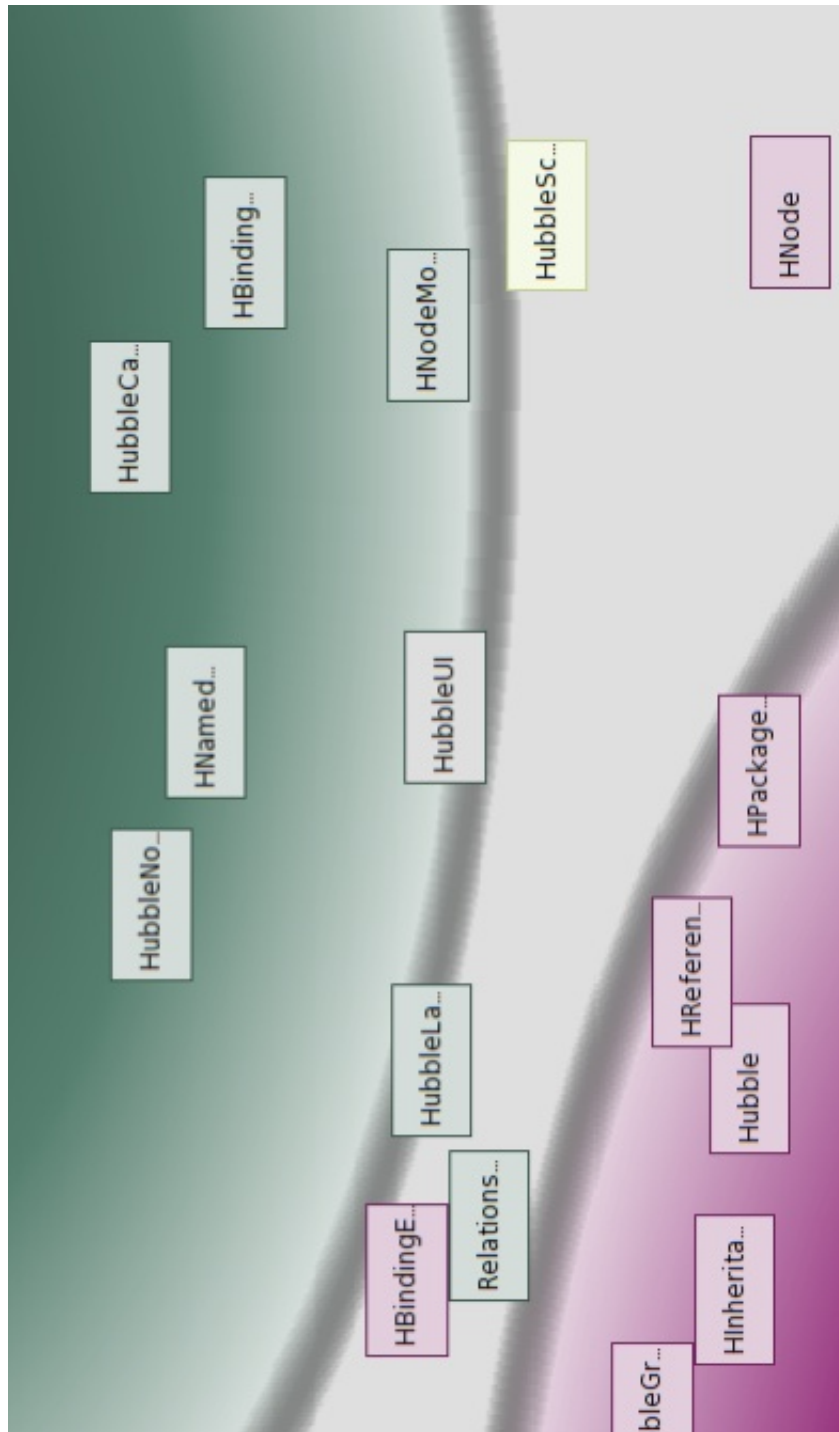 HubbleSc...
HNode
HBinding...
HNodeMo...
HubbleCa...
HNamed...
HubbleUI
HPackage...
HubbleNo...
HReferen...
HubbleLa...
Hubble
Relations...
HBindingE...
HInherita...
bleGr...